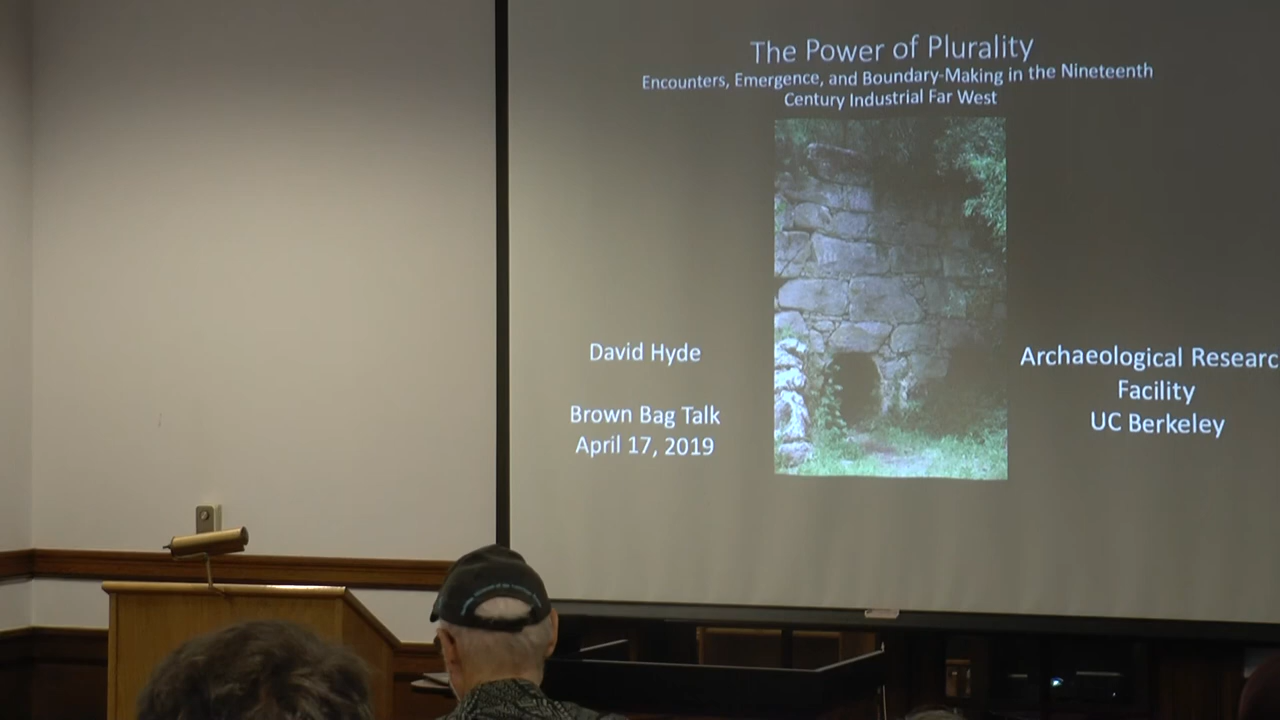 The Power of Plurality
Encounters, Emergence, and Boundary-Making in the Nineteenth
Century Industrial Far West
David Hyde
Brown Bag Talk
April 17, 2019
Archaeological Researc
Facility
UC Berkeley